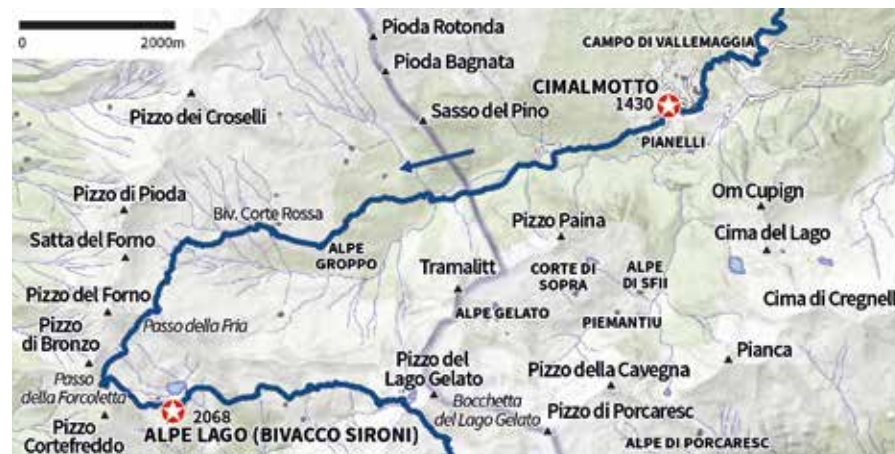 0 2000m
Pioda Rotonda
CAMPO DI VALLEMAGGIA
Pioda Bagnata
CIMALMOTTO
1430
Pizzo dei Croselli
Sasso del Pino
PIANELLI
Pizzo di Pioda
Om Cupign
Biv. Corte Rossa
Pizzo Paina
Satta del Forno
Cima del Lago
ALPE
GROPPO
Tramalitt
CORTE DI
SOPRA
ALPE
DI SFII
Pizzo del Forno
Cima di Cregnell
ALPE GELATO
PIEMANTIU
Pizzo
di Bronzo
Passo della Fria
Pizzo del
Lago Gelato
Pianca
Pizzo della Cavegna
Passo
della Forcoletta
Bocchetta
del Lago Gelato
Pizzo di Porcaresc
2068
Pizzo
Cortefreddo
ALPE LAGO (BIVACCO SIRONI)
ALPE DI PORCARESC